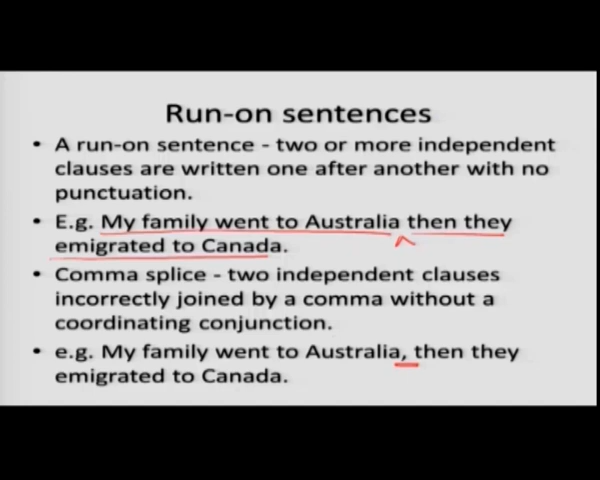 Run-on sentences
• A run-on sentence - two or more independent
clauses are written one after another with no
punctuation.
• E.g. My family went to Australia then they
emigrated to Canada.
• Comma splice - two independent clauses
incorrectly joined by a comma without a
coordinating conjunction.
• e.g. My family went to Australia, then they
emigrated to Canada.